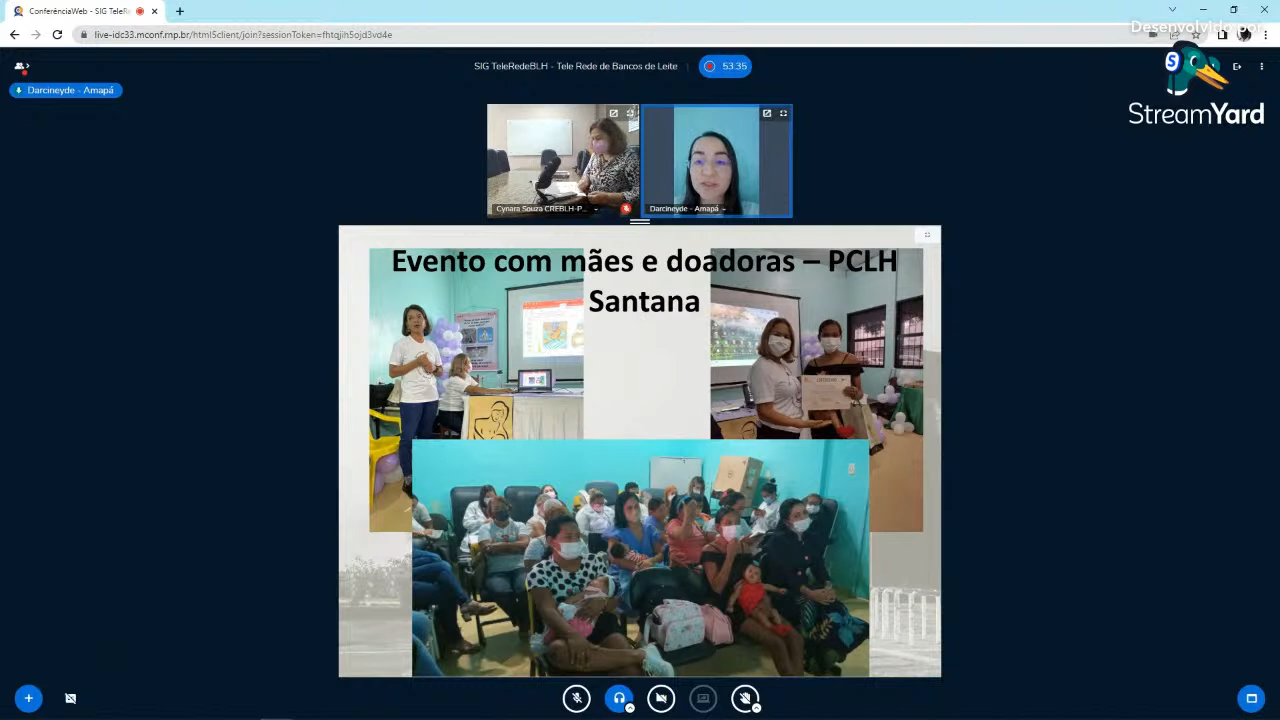 ConferênciaWeb - SIG TeleRe
live-idc33.mconf.rnp.br/html5client/join?sessionToken=fhtqjih5ojd3vd4e
Desenvolvido por
StreamYard
SIG TeleRedeBLH - Tele Rede de Bancos de Leite
53:35
Darcineyde - Amapá
Cynara Souza CREBLH-P...
Darcineyde - Amapá
Evento com mães e doadoras – PCLH
Santana